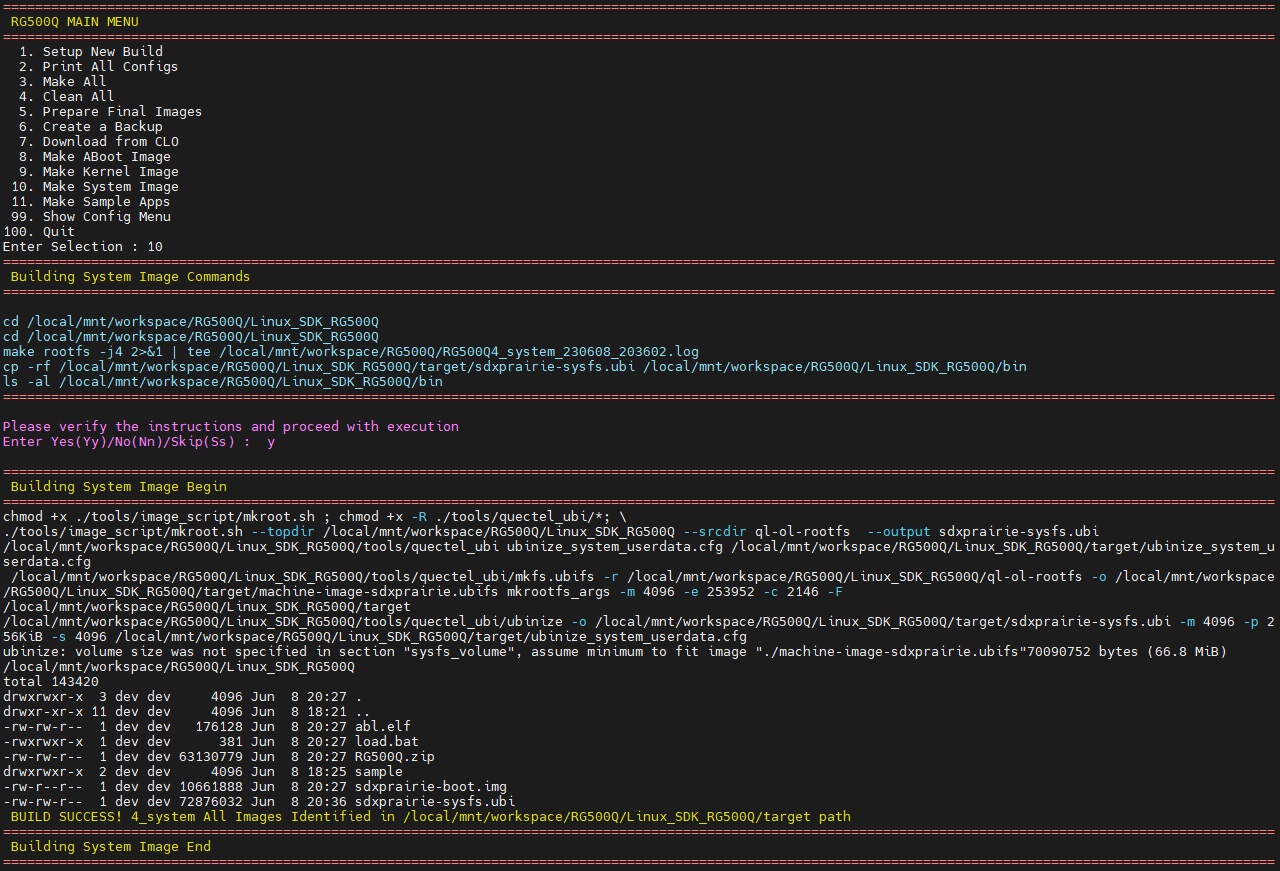 RG500Q MAIN MENU
1. Setup New Build
2. Print All Configs
3. Make All
4. Clean All
5. Prepare Final Images
6. Create a Backup
7. Download from CLO
8. Make ABoot Image
9. Make Kernel Image
10. Make System Image
11. Make Sample Apps
99. Show Config Menu
100. Quit
Enter Selection : 10
Building System Image Commands
cd /local/mnt/workspace/RG500Q/Linux_SDK_RG500Q
cd /local/mnt/workspace/RG500Q/Linux_SDK_RG500Q
make rootfs -j4 2>&1 | tee /local/mnt/workspace/RG500Q/RG500Q4_system_230608_203602.log
cp -rf /local/mnt/workspace/RG500Q/Linux_SDK_RG500Q/target/sdxprairie-sysfs.ubi /local/mnt/workspace/RG500Q/Linux_SDK_RG500Q/bin
ls -al /local/mnt/workspace/RG500Q/Linux_SDK_RG500Q/bin
Please verify the instructions and proceed with execution
Enter Yes(Yy)/No(Nn)/Skip(Ss) :  y
Building System Image Begin
chmod +x ./tools/image_script/mkroot.sh ; chmod +x -R ./tools/quectel_ubi/*; \
./tools/image_script/mkroot.sh --topdir /local/mnt/workspace/RG500Q/Linux_SDK_RG500Q --srcdir ql-ol-rootfs  --output sdxprairie-sysfs.ubi
/local/mnt/workspace/RG500Q/Linux_SDK_RG500Q/tools/quectel_ubi ubinize_system_userdata.cfg /local/mnt/workspace/RG500Q/Linux_SDK_RG500Q/target/ubinize_system_u
serdata.cfg
/local/mnt/workspace/RG500Q/Linux_SDK_RG500Q/tools/quectel_ubi/mkfs.ubifs -r /local/mnt/workspace/RG500Q/Linux_SDK_RG500Q/ql-ol-rootfs -o /local/mnt/workspace
/RG500Q/Linux_SDK_RG500Q/target/machine-image-sdxprairie.ubifs mkrootfs_args -m 4096 -e 253952 -c 2146 -F
/local/mnt/workspace/RG500Q/Linux_SDK_RG500Q/target
/local/mnt/workspace/RG500Q/Linux_SDK_RG500Q/tools/quectel_ubi/ubinize -o /local/mnt/workspace/RG500Q/Linux_SDK_RG500Q/target/sdxprairie-sysfs.ubi -m 4096 -p 2
56KiB -s 4096 /local/mnt/workspace/RG500Q/Linux_SDK_RG500Q/target/ubinize_system_userdata.cfg
ubinize: volume size was not specified in section "sysfs_volume", assume minimum to fit image "./machine-image-sdxprairie.ubifs"70090752 bytes (66.8 MiB)
/local/mnt/workspace/RG500Q/Linux_SDK_RG500Q
total 143420
drwxrwxr-x  3 dev dev     4096 Jun  8 20:27 .
drwxr-xr-x 11 dev dev     4096 Jun  8 18:21 ..
-rw-rw-r--  1 dev dev   176128 Jun  8 20:27 abl.elf
-rwxrwxr-x  1 dev dev      381 Jun  8 20:27 load.bat
-rw-rw-r--  1 dev dev 63130779 Jun  8 20:27 RG500Q.zip
drwxrwxr-x  2 dev dev     4096 Jun  8 18:25 sample
-rw-r--r--  1 dev dev 10661888 Jun  8 20:27 sdxprairie-boot.img
-rw-rw-r--  1 dev dev 72876032 Jun  8 20:36 sdxprairie-sysfs.ubi
BUILD SUCCESS! 4_system All Images Identified in /local/mnt/workspace/RG500Q/Linux_SDK_RG500Q/target path
Building System Image End